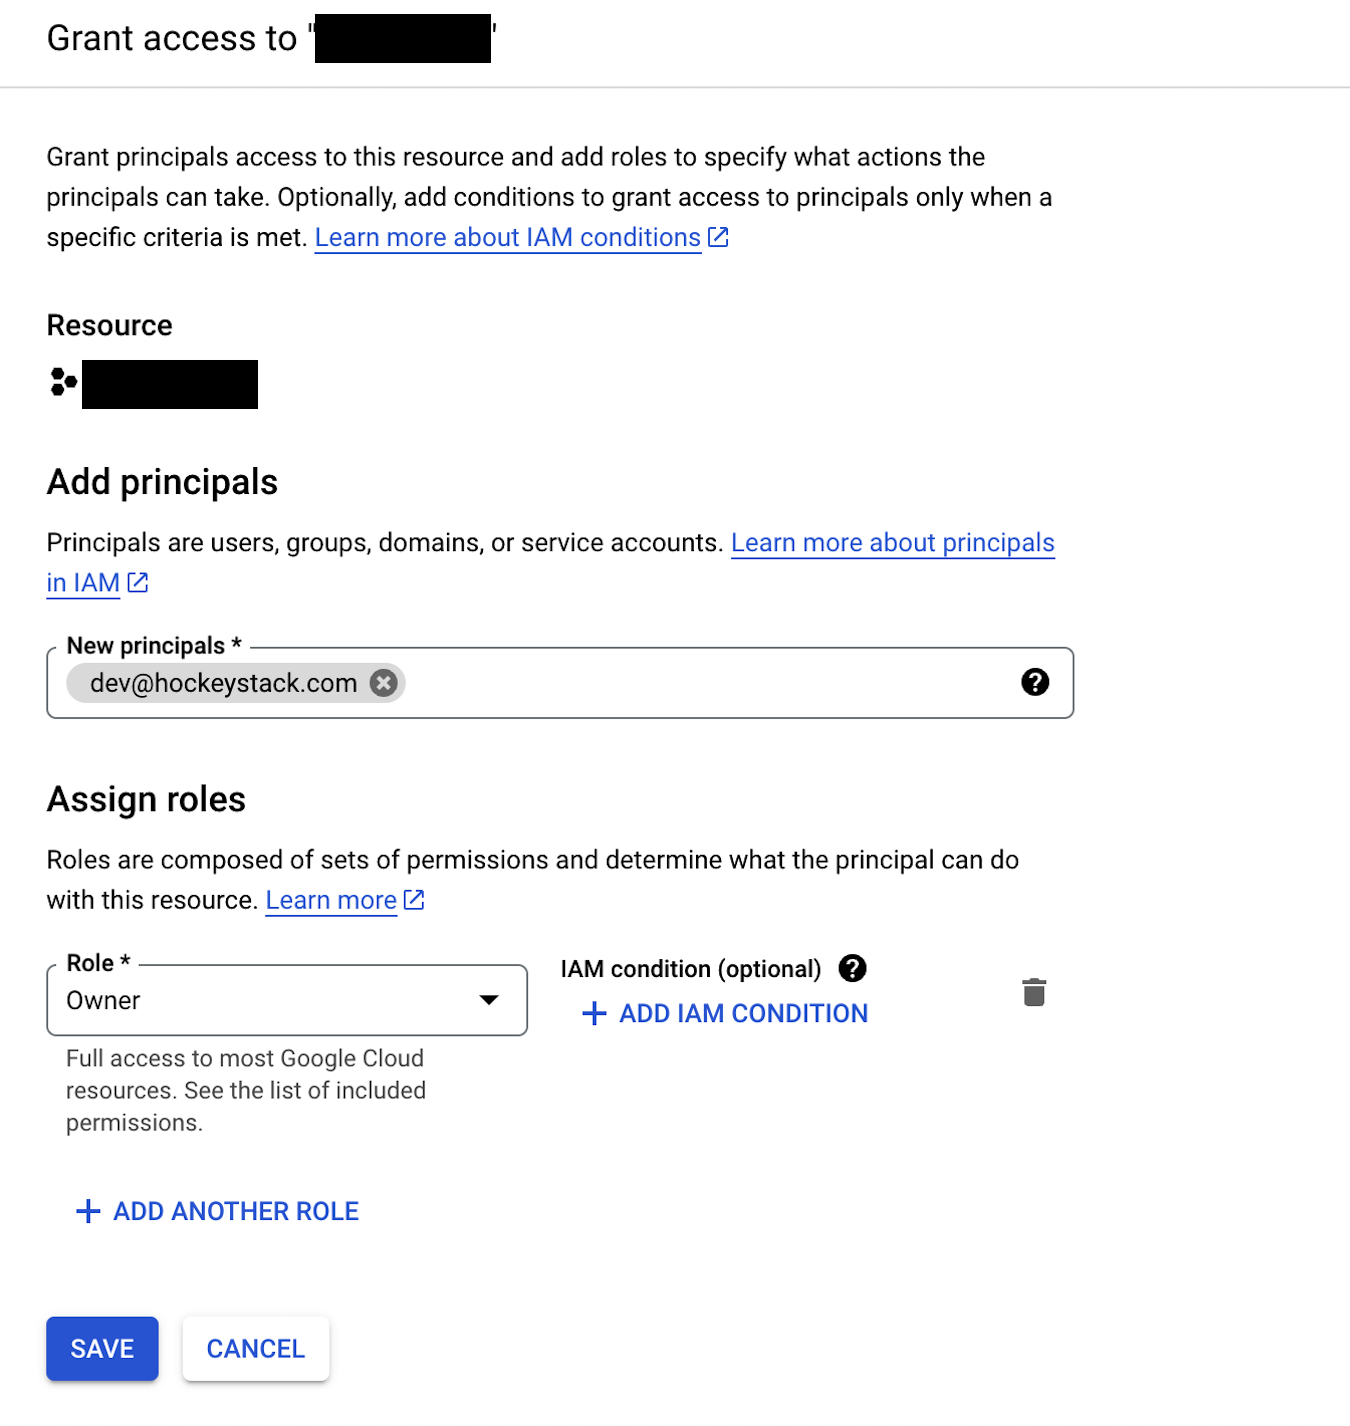 Grant access to "'
Grant principals access to this resource and add roles to specify what actions the
principals can take. Optionally, add conditions to grant access to principals only when a
specific criteria is met. Learn more about IAM conditions
Resource
Add principals
Principals are users, groups, domains, or service accounts. Learn more about principals
in IAM
New principals *
dev@hockeystack.com
Assign roles
Roles are composed of sets of permissions and determine what the principal can do
with this resource. Learn more
Role *
Owner
IAM condition (optional)
+ ADD IAM CONDITION
Full access to most Google Cloud
resources. See the list of included
permissions.
+ ADD ANOTHER ROLE
SAVE
CANCEL